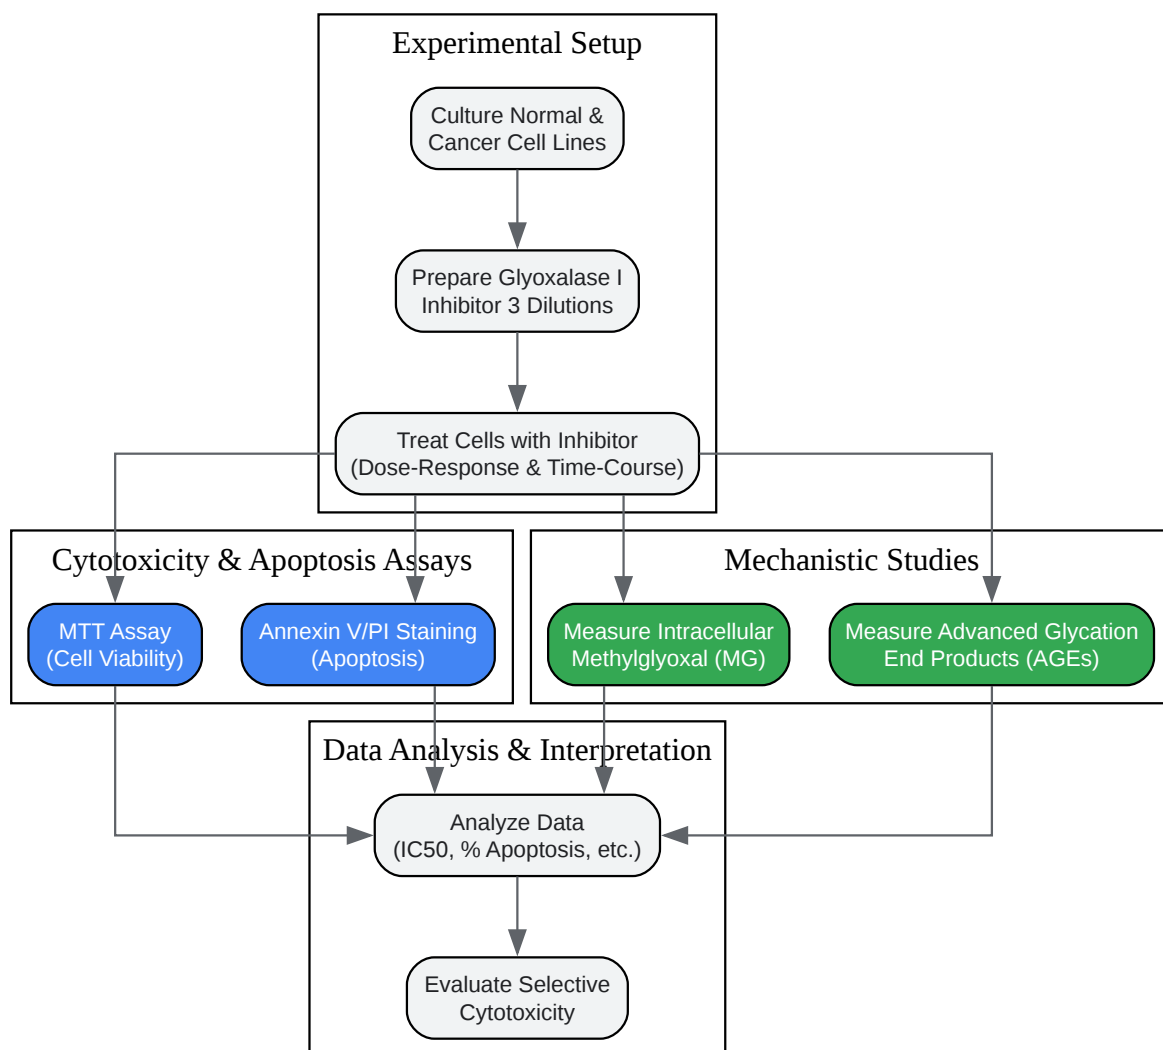 Experimental Setup
Culture Normal &
Cancer Cell Lines
Prepare Glyoxalase I
Inhibitor 3 Dilutions
Treat Cells with Inhibitor
(Dose-Response & Time-Course)
Cytotoxicity & Apoptosis Assays
MTT Assay
(Cell Viability)
Annexin V/PI Staining
(Apoptosis)
Mechanistic Studies
Measure Intracellular
Methylglyoxal (MG)
Measure Advanced Glycation
End Products (AGEs)
Data Analysis & Interpretation
Analyze Data
(IC50, % Apoptosis, etc.)
Evaluate Selective
Cytotoxicity